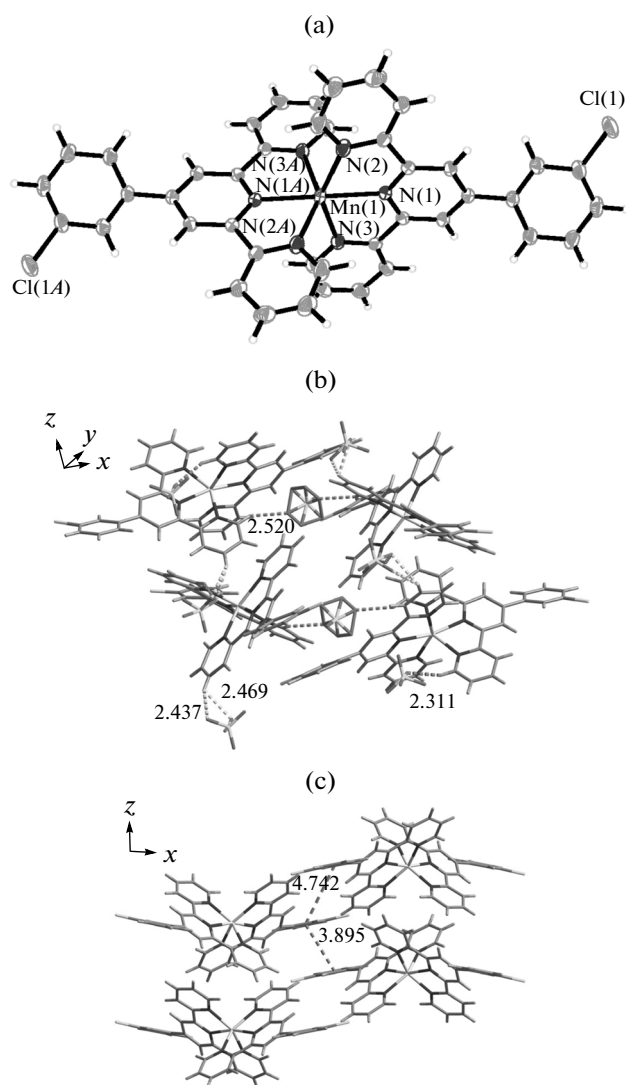 (a)
Cl(1)
N(3A) N(2)
N(1A) N(1)
Mn(1)
N(2A) N(3)
Cl(1A)
(b)
z
y
x
2.520
2.469
2.437 2.311
(c)
z
x
4.742
3.895